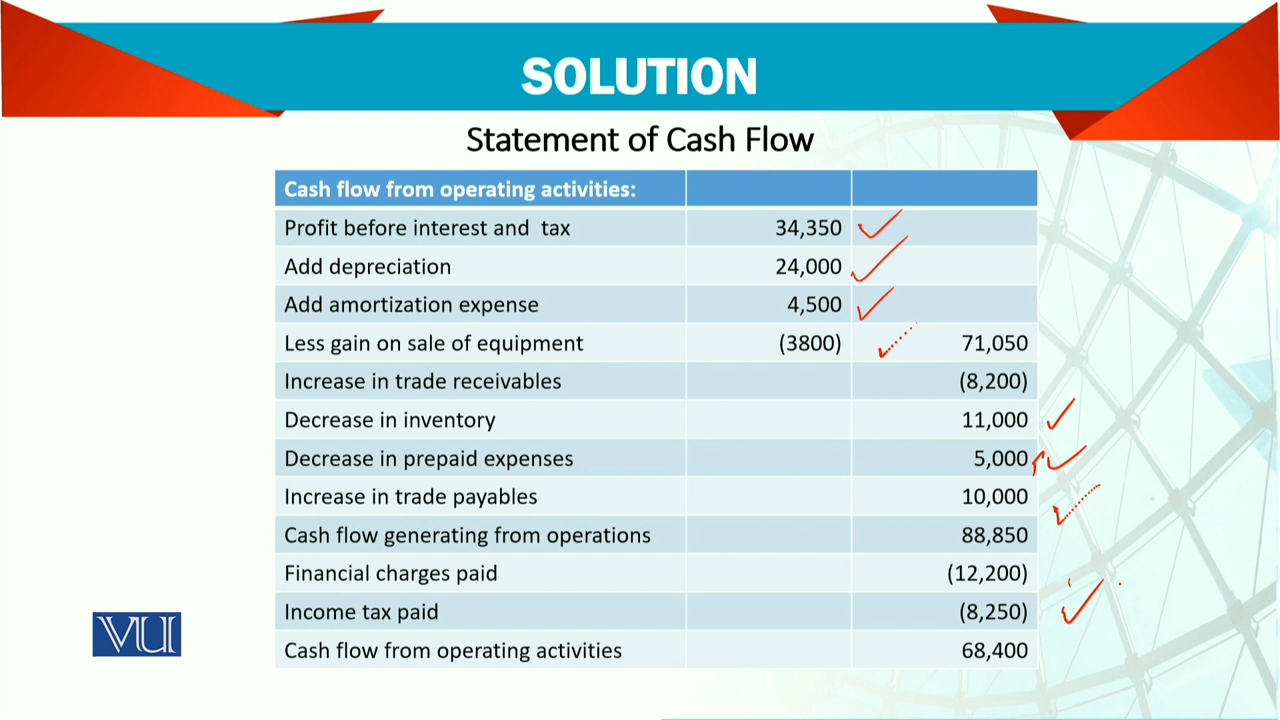 SOLUTION
Statement of Cash Flow
Cash flow from operating activities:
Profit before interest and tax 34,350
Add depreciation 24,000
Add amortization expense 4,500
Less gain on sale of equipment (3800) 71,050
Increase in trade receivables (8,200)
Decrease in inventory 11,000
Decrease in prepaid expenses 5,000
Increase in trade payables 10,000
Cash flow generating from operations 88,850
Financial charges paid (12,200)
Income tax paid (8,250)
Cash flow from operating activities 68,400
VU